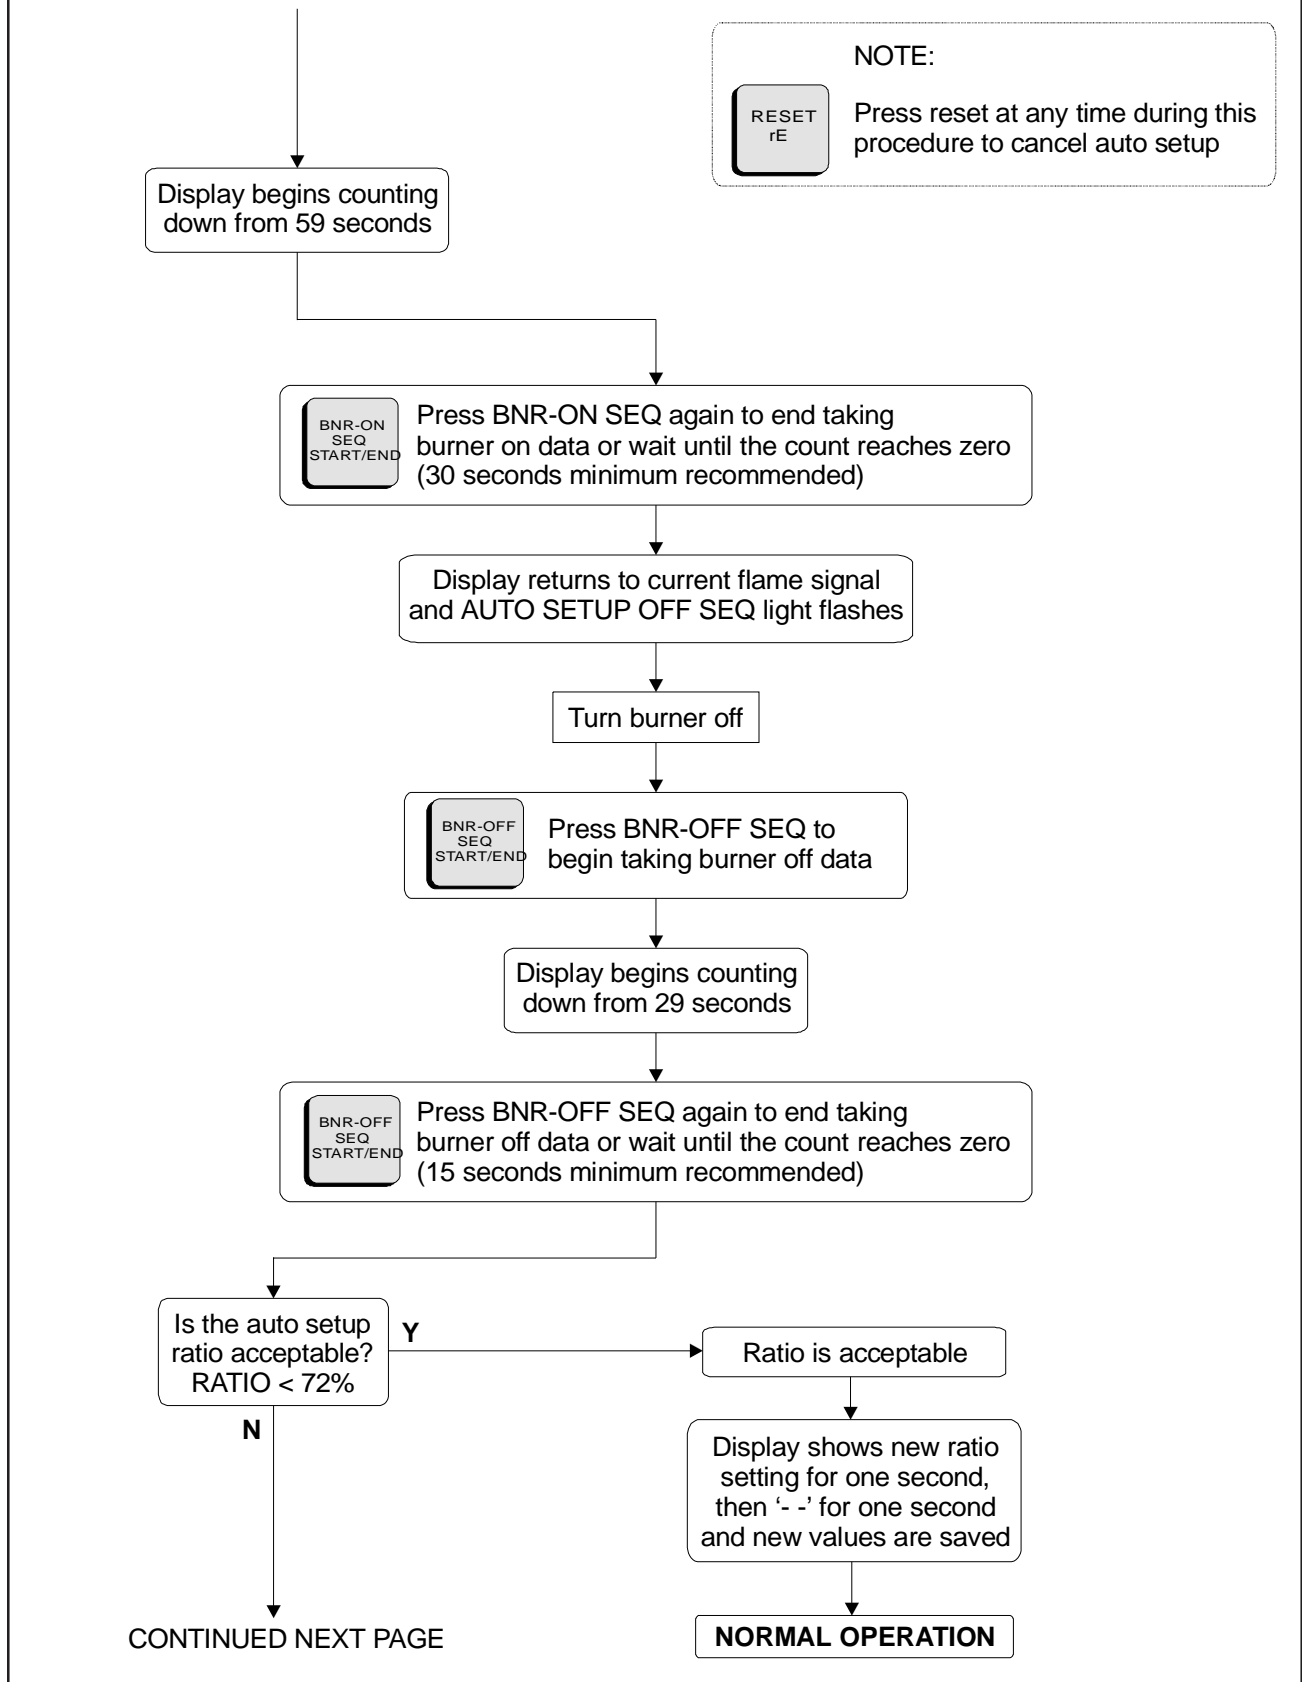 NOTE:
RESET
rE
Press reset at any time during this
procedure to cancel auto setup
Display begins counting
down from 59 seconds
BNR-ON
SEQ
START/END
Press BNR-ON SEQ again to end taking
burner on data or wait until the count reaches zero
(30 seconds minimum recommended)
Display returns to current flame signal
and AUTO SETUP OFF SEQ light flashes
Turn burner off
BNR-OFF
SEQ
START/END
Press BNR-OFF SEQ to
begin taking burner off data
Display begins counting
down from 29 seconds
BNR-OFF
SEQ
START/END
Press BNR-OFF SEQ again to end taking
burner off data or wait until the count reaches zero
(15 seconds minimum recommended)
Is the auto setup
ratio acceptable?
RATIO < 72%
Y
Ratio is acceptable
N
Display shows new ratio
setting for one second,
then ‘- -’ for one second
and new values are saved
CONTINUED NEXT PAGE
NORMAL OPERATION